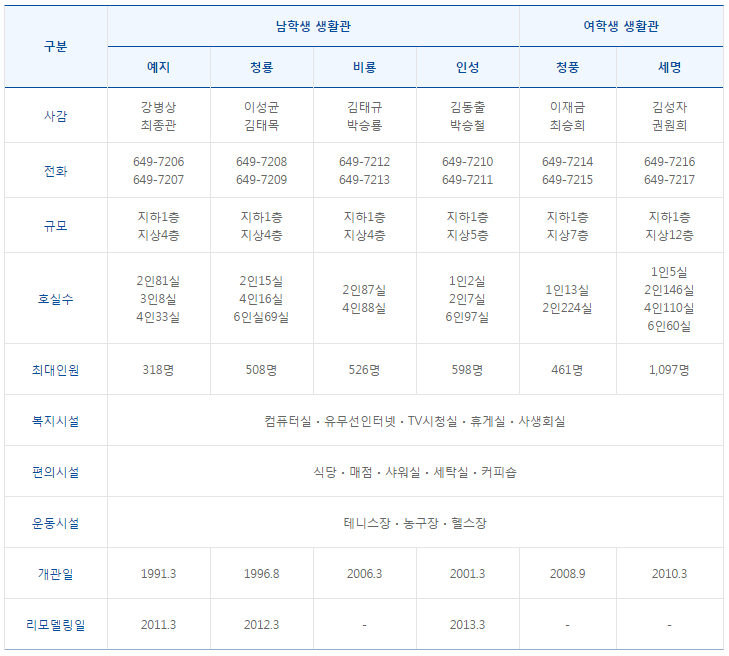 구분 남학생 생활관 여학생 생활관
예지 청룡 비룡 인성 청풍 세명
사감 강병상 이성균 김태규 김동출 이재금 김성자
최종관 김태목 박승룡 박승철 최승희 권원희
전화 649-7206 649-7208 649-7212 649-7210 649-7214 649-7216
649-7207 649-7209 649-7213 649-7211 649-7215 649-7217
규모 지하1층 지하1층 지하1층 지하1층 지하1층 지하1층
지상4층 지상4층 지상4층 지상5층 지상7층 지상12층
호실수 2인81실 2인15실 2인87실 1인2실 1인13실 1인5실
3인8실 4인16실 4인88실 2인7실 2인224실 2인146실
4인33실 6인실69실 6인97실 4인110실
6인60실
최대인원 318명 508명 526명 598명 461명 1,097명
복지시설 컴퓨터실 · 유무선인터넷 · TV시청실 · 휴게실 · 사생회실
편의시설 식당 · 매점 · 샤워실 · 세탁실 · 커피숍
운동시설 테니스장 · 농구장 · 헬스장
개관일 1991.3 1996.8 2006.3 2001.3 2008.9 2010.3
리모델링일 2011.3 2012.3 - 2013.3 - -